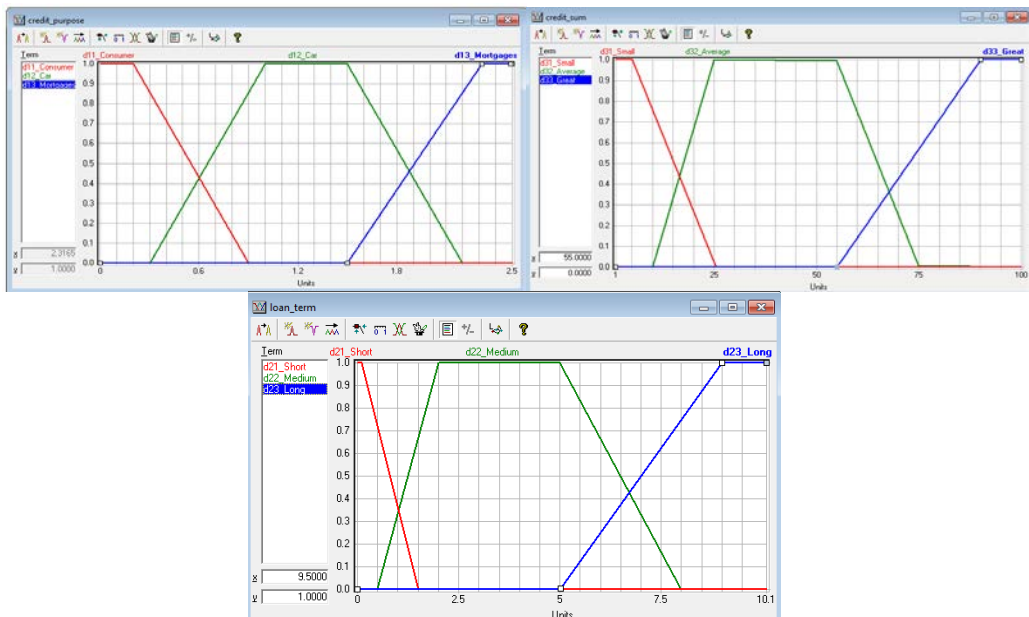 credit_purpose
Term
d11_Consumer
d12_Car
d13_Mortgages
d11_Consumer d12_Car d13_Mortgages
1.0
0.9
0.8
0.7
0.6
0.5
0.4
0.3
0.2
0.1
0.0
x 2.3165
y 1.0000
0 0.6 1.2 1.8 2.5
Units
credit_sum
Term
d31_Small
d32_Average
d33_Great
d31_Small d32_Average d33_Great
1.0
0.9
0.8
0.7
0.6
0.5
0.4
0.3
0.2
0.1
0.0
x 55.0000
y 0.0000
1 25 50 75 100
Units
loan_term
Term
d21_Short
d22_Medium
d23_Long
d21_Short d22_Medium d23_Long
1.0
0.9
0.8
0.7
0.6
0.5
0.4
0.3
0.2
0.1
0.0
x 9.5000
y 1.0000
0 2.5 5 7.5 10.1
Units